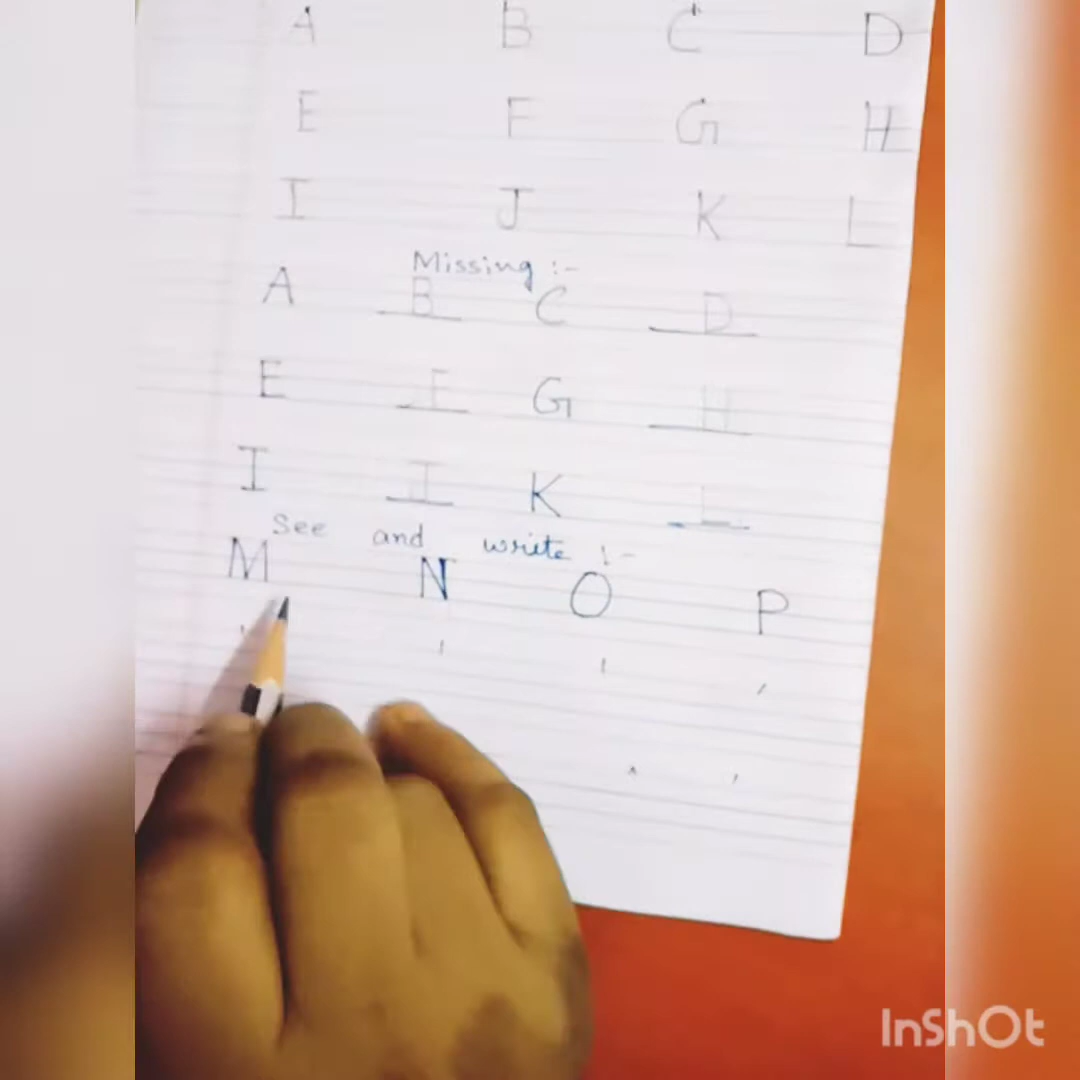 A B C D
E F G H
I J K L
Missing :-
A B C D
E F G H
I J K L
See and write :-
M N O P
InShOt